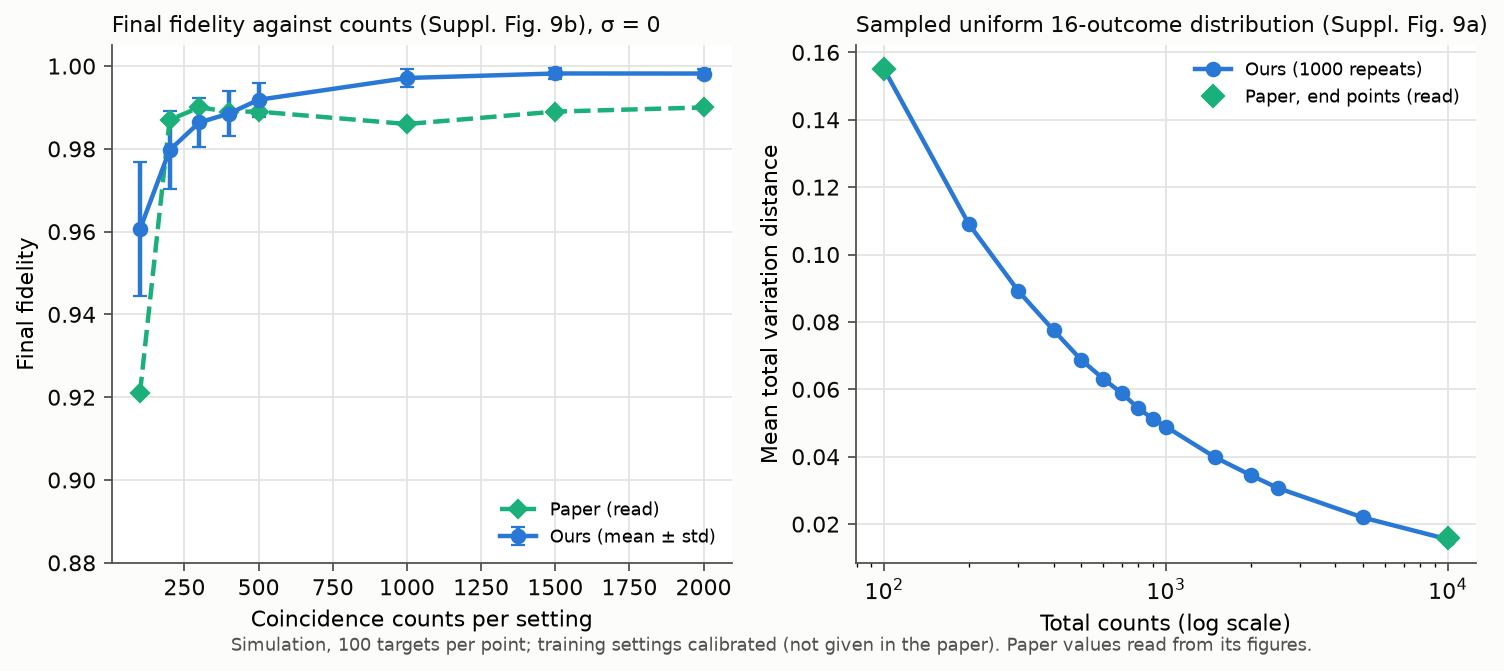 Final fidelity against counts (Suppl. Fig. 9b), σ = 0
1.00
0.98
0.96
0.94
0.92
0.90
0.88
Final fidelity
Paper (read)
Ours (mean ± std)
250 500 750 1000 1250 1500 1750 2000
Coincidence counts per setting
Sampled uniform 16-outcome distribution (Suppl. Fig. 9a)
0.16
0.14
0.12
0.10
0.08
0.06
0.04
0.02
Mean total variation distance
Ours (1000 repeats)
Paper, end points (read)
10² 10³ 10⁴
Total counts (log scale)
Simulation, 100 targets per point; training settings calibrated (not given in the paper). Paper values read from its figures.